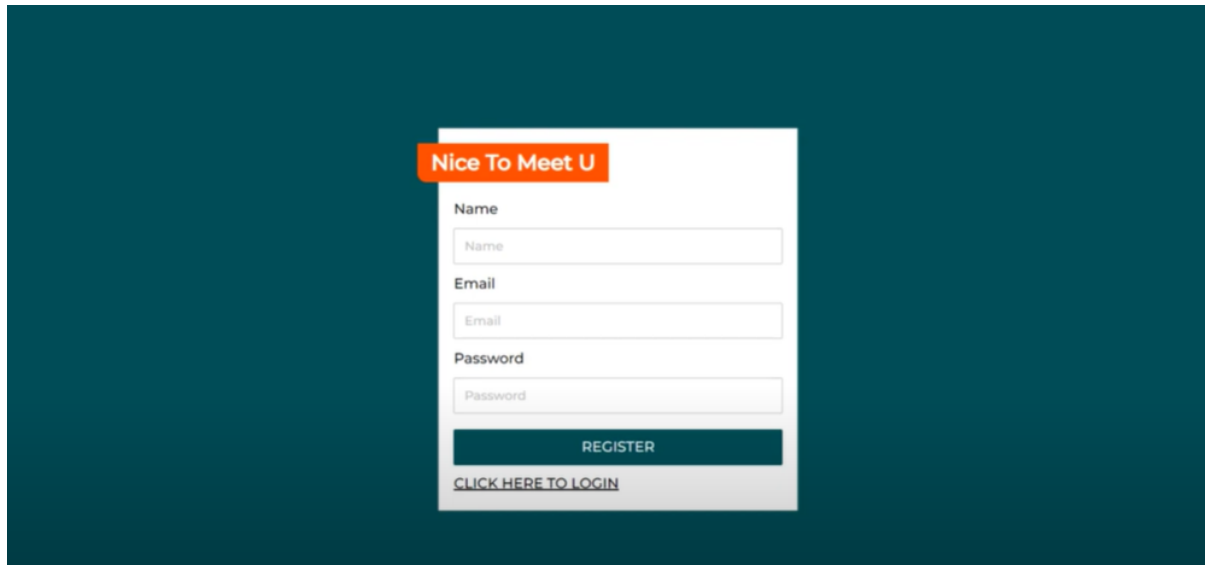 Nice To Meet U
Name
Name
Email
Email
Password
Password
REGISTER
CLICK HERE TO LOGIN